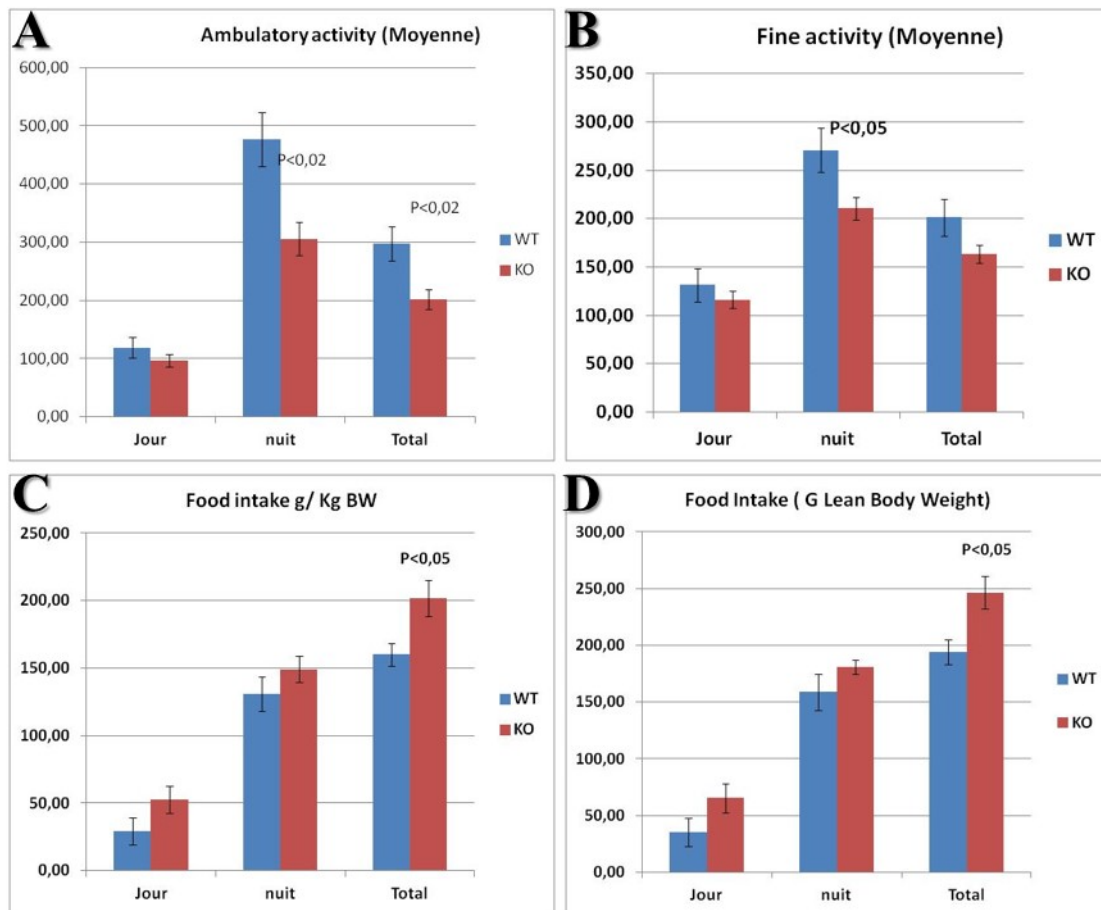 A
Ambulatory activity (Moyenne)
600,00
500,00
400,00
300,00
200,00
100,00
0,00
P<0,02
P<0,02
Jour nuit Total
WT
KO
B
Fine activity (Moyenne)
350,00
300,00
250,00
200,00
150,00
100,00
50,00
0,00
P<0,05
Jour nuit Total
WT
KO
C
Food intake g/ Kg BW
250,00
200,00
150,00
100,00
50,00
0,00
P<0,05
Jour nuit Total
WT
KO
D
Food Intake ( G Lean Body Weight)
300,00
250,00
200,00
150,00
100,00
50,00
0,00
P<0,05
Jour nuit Total
WT
KO